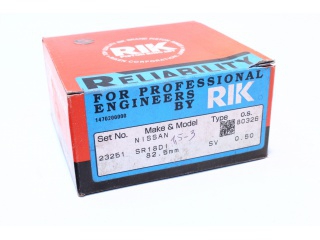 RIK
RELIABILITY
FOR PROFESSIONAL
ENGINEERS
BY RIK
Set No. Make & Model Type O.S.
NISSAN 80326
23251 SR18DI SV 0.50
82.5mm